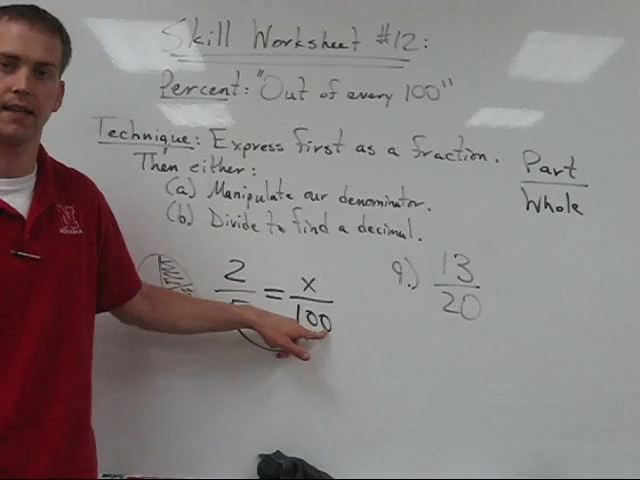 Skill Worksheet #12:
Percent: "Out of every 100"
Technique: Express first as a fraction.
Then either:
(a) Manipulate our denominator.
(b) Divide to find a decimal.
Part
Whole
2/5 = x/100
9.) 13/20
N